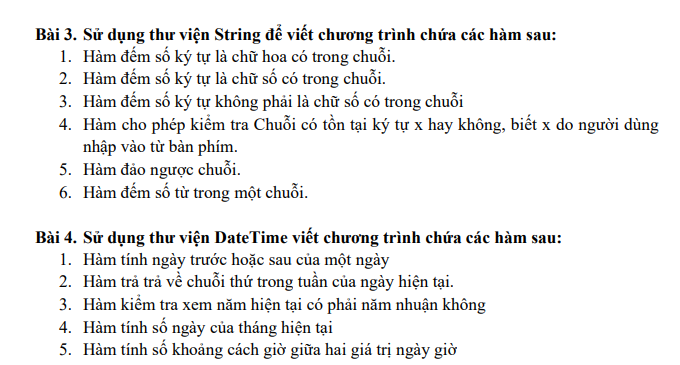 Bài 3. Sử dụng thư viện String để viết chương trình chứa các hàm sau:
1. Hàm đếm số ký tự là chữ hoa có trong chuỗi.
2. Hàm đếm số ký tự là chữ số có trong chuỗi.
3. Hàm đếm số ký tự không phải là chữ số có trong chuỗi
4. Hàm cho phép kiểm tra Chuỗi có tồn tại ký tự x hay không, biết x do người dùng
nhập vào từ bàn phím.
5. Hàm đảo ngược chuỗi.
6. Hàm đếm số từ trong một chuỗi.
Bài 4. Sử dụng thư viện DateTime viết chương trình chứa các hàm sau:
1. Hàm tính ngày trước hoặc sau của một ngày
2. Hàm trả trả về chuỗi thứ trong tuần của ngày hiện tại.
3. Hàm kiểm tra xem năm hiện tại có phải năm nhuận không
4. Hàm tính số ngày của tháng hiện tại
5. Hàm tính số khoảng cách giờ giữa hai giá trị ngày giờ